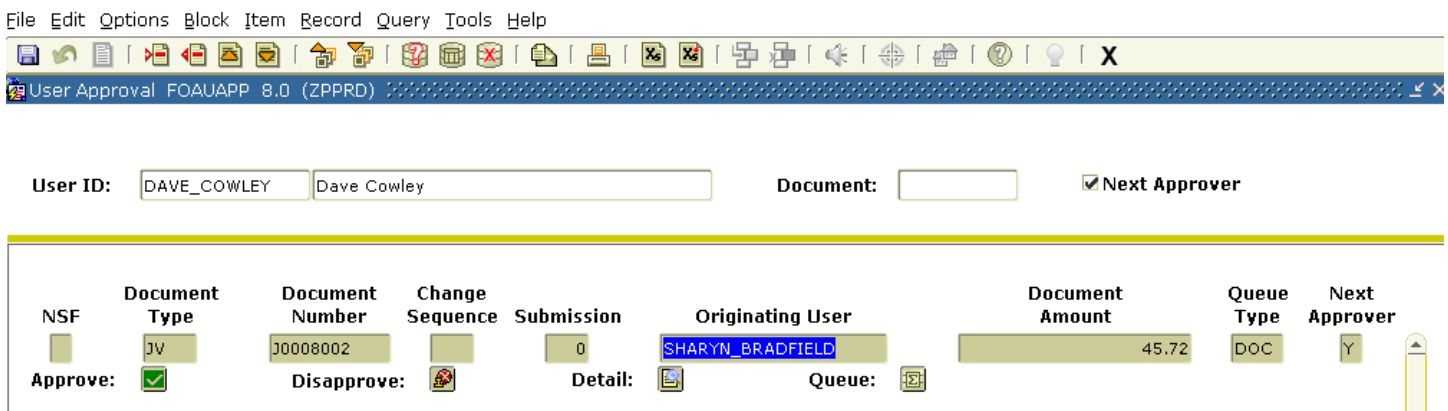 File Edit Options Block Item Record Query Tools Help
User Approval FOAUAPP 8.0 (ZPPRD)
User ID: DAVE_COWLEY Dave Cowley Document: Next Approver
Document Document Change Document Queue Next
NSF Type Number Sequence Submission Originating User Amount Type Approver
JV J0008002 0 SHARYN_BRADFIELD 45.72 DOC Y
Approve: Disapprove: Detail: Queue: